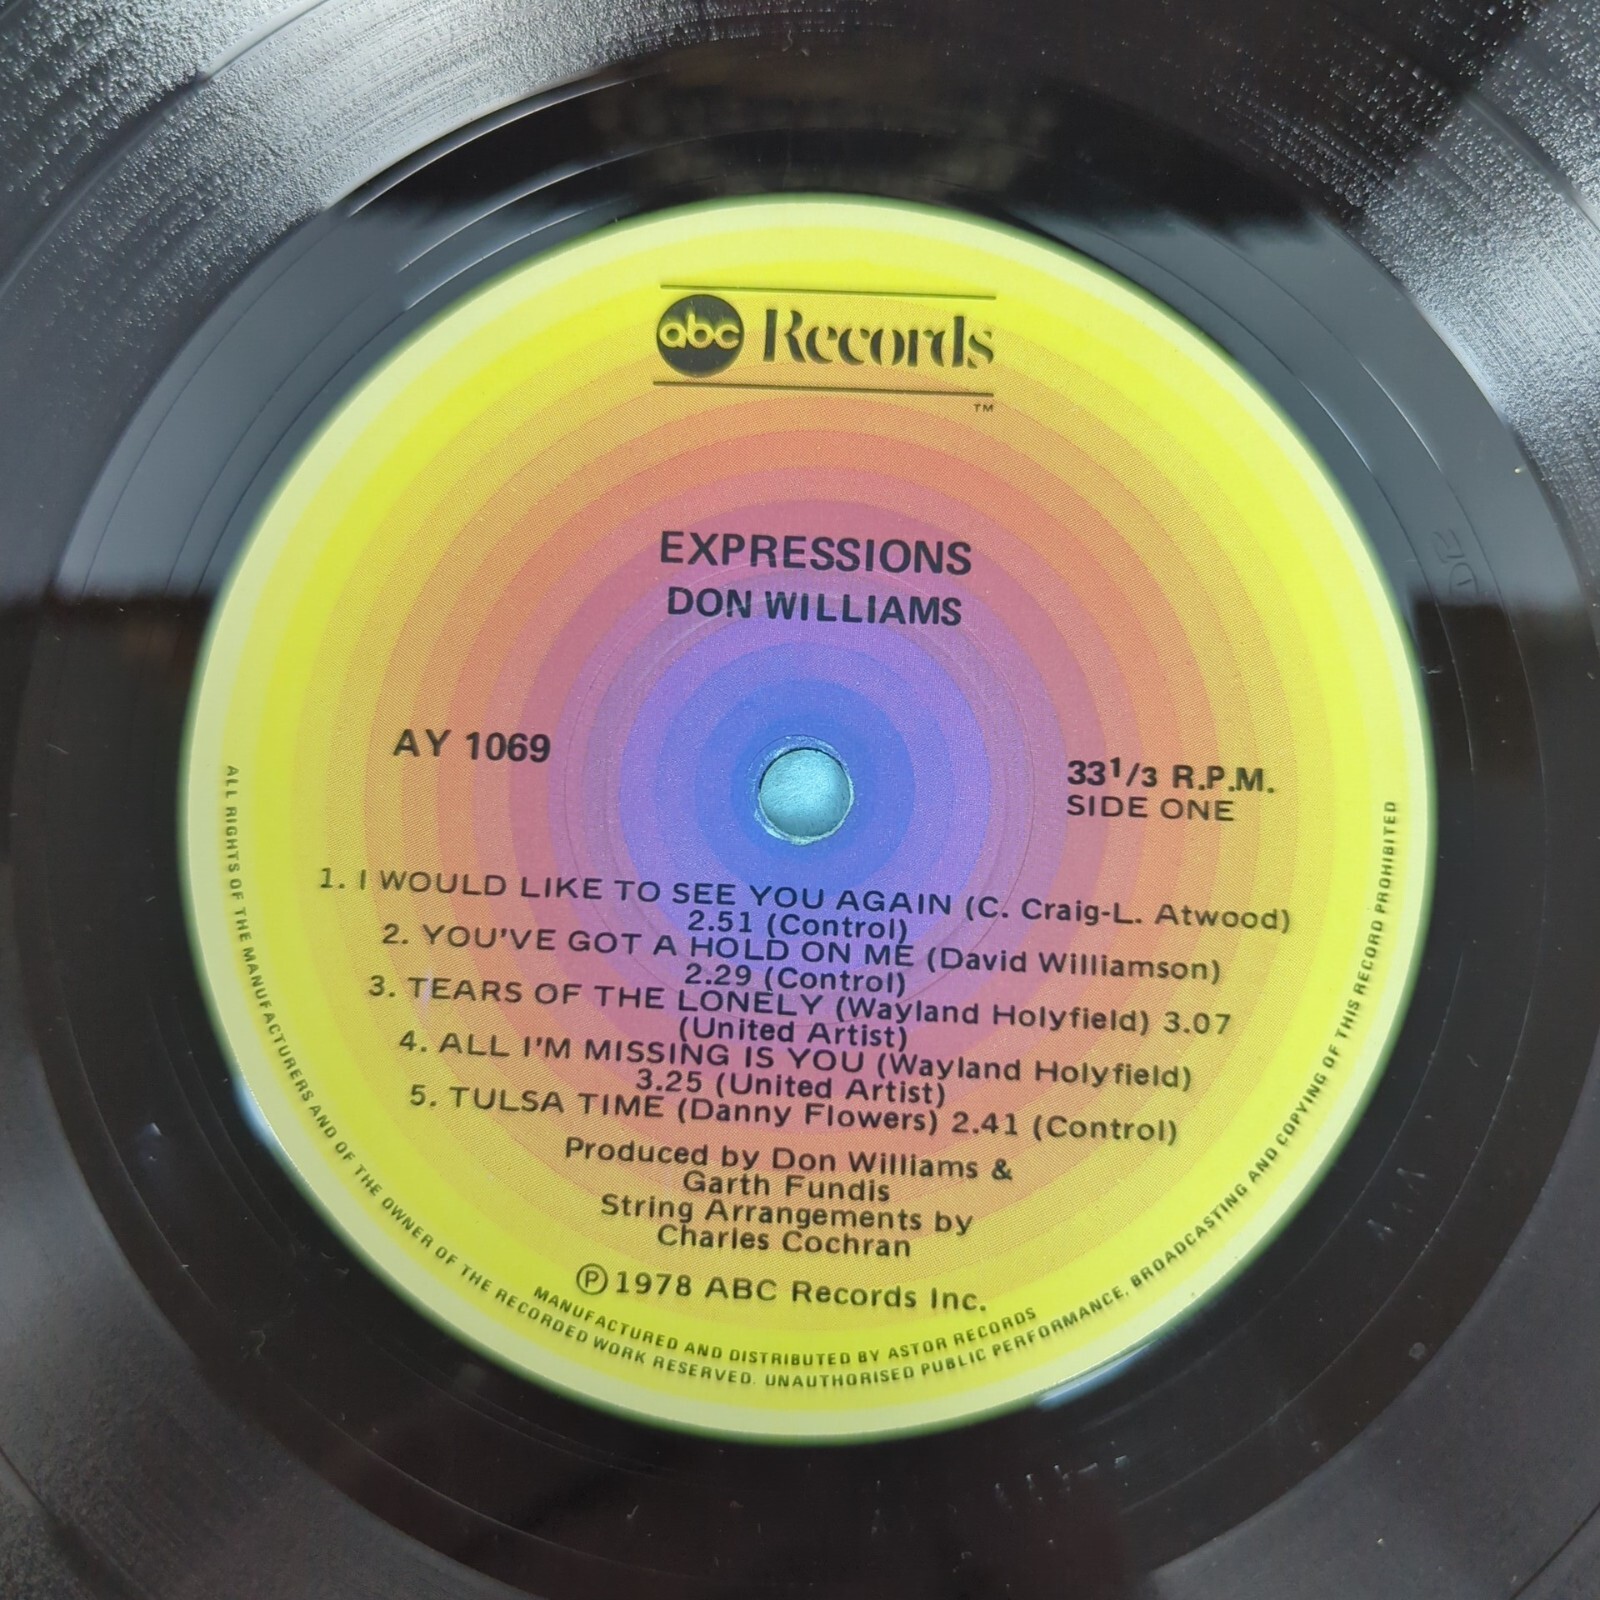 abc Records
TM
EXPRESSIONS
DON WILLIAMS
AY 1069
33 1/3 R.P.M.
SIDE ONE
1. I WOULD LIKE TO SEE YOU AGAIN (C. Craig-L. Atwood)
2.51 (Control)
2. YOU'VE GOT A HOLD ON ME (David Williamson)
2.29 (Control)
3. TEARS OF THE LONELY (Wayland Holyfield) 3.07
(United Artist)
4. ALL I'M MISSING IS YOU (Wayland Holyfield)
3.25 (United Artist)
5. TULSA TIME (Danny Flowers) 2.41 (Control)
Produced by Don Williams &
Garth Fundis
String Arrangements by
Charles Cochran
Ⓟ 1978 ABC Records Inc.
MANUFACTURED AND DISTRIBUTED BY ASTOR RECORDS
ALL RIGHTS OF THE MANUFACTURERS AND OF THE OWNER OF THE RECORDED WORK RESERVED. UNAUTHORISED PUBLIC PERFORMANCE, BROADCASTING AND COPYING OF THIS RECORD PROHIBITED